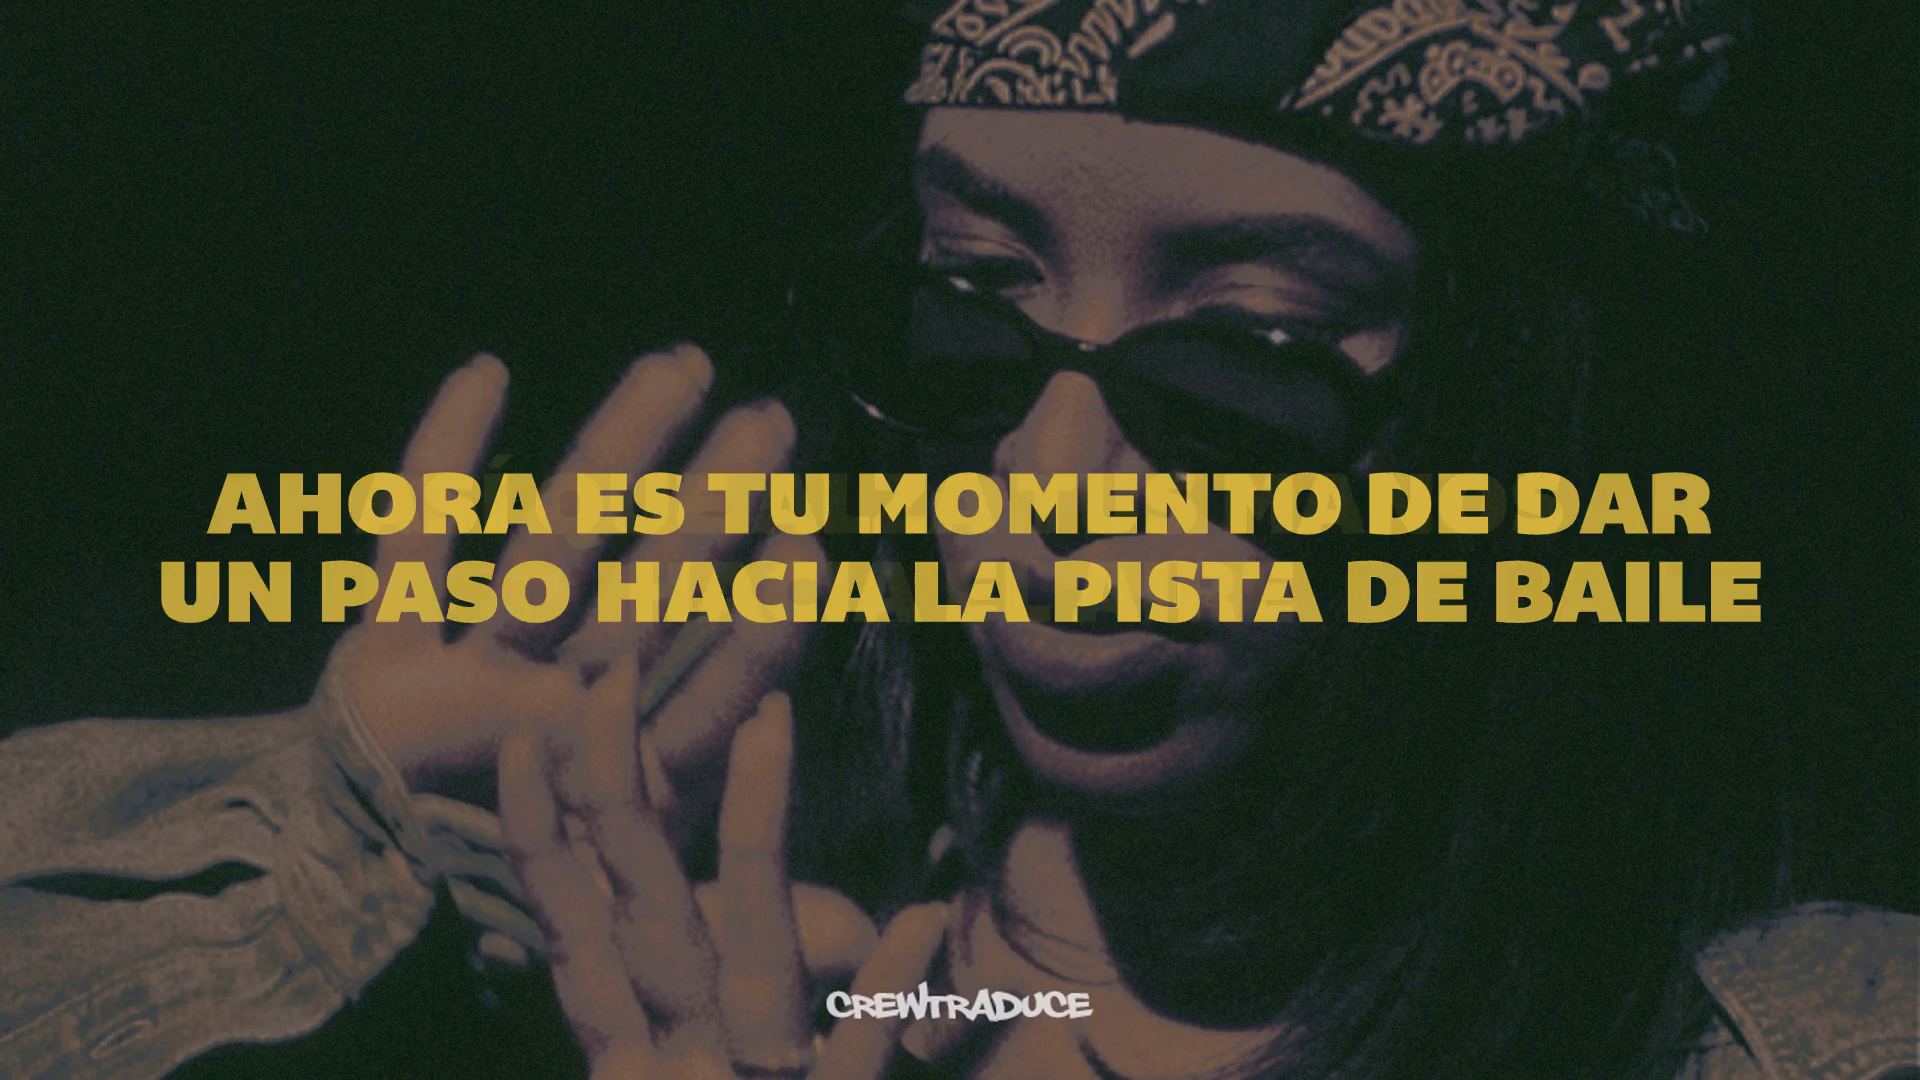 AHORA ES TU MOMENTO DE DAR
UN PASO HACIA LA PISTA DE BAILE
CREWTRADUCE